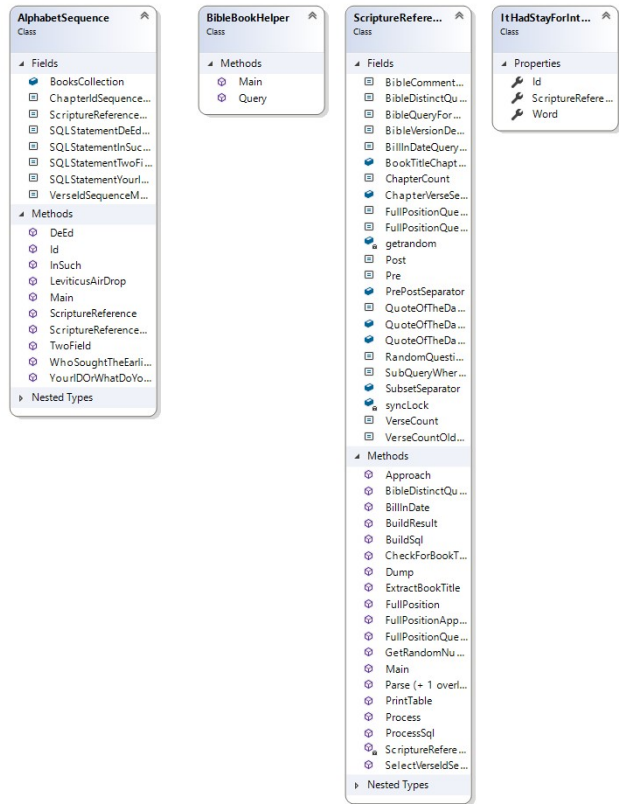 AlphabetSequence
Class
Fields
BooksCollection
ChapterIdSequence...
ScriptureReference...
SQLStatementDeEd...
SQLStatementInSuc...
SQLStatementTwoFi...
SQLStatementYourI...
VerseIdSequenceM...
Methods
DeEd
Id
InSuch
LeviticusAirDrop
Main
ScriptureReference
ScriptureReference...
TwoField
WhoSoughtTheEarli...
YourIDOrWhatDoYo...
Nested Types
BibleBookHelper
Class
Methods
Main
Query
ScriptureRefere...
Class
Fields
BibleComment...
BibleDistinctQu...
BibleQueryFor...
BibleVersionDe...
BillInDateQuery...
BookTitleChapt...
ChapterCount
ChapterVerseSe...
FullPositionQue...
FullPositionQue...
getrandom
Post
Pre
PrePostSeparator
QuoteOfTheDa...
QuoteOfTheDa...
QuoteOfTheDa...
RandomQuesti...
SubQueryWher...
SubsetSeparator
syncLock
VerseCount
VerseCountOld...
Methods
Approach
BibleDistinctQu...
BillInDate
BuildResult
BuildSql
CheckForBookT...
Dump
ExtractBookTitle
FullPosition
FullPositionApp...
FullPositionQue...
GetRandomNu...
Main
Parse (+ 1 overl...
PrintTable
Process
ProcessSql
ScriptureRefere...
SelectVerseIdSe...
Nested Types
ItHadStayForInt...
Class
Properties
Id
ScriptureRefere...
Word